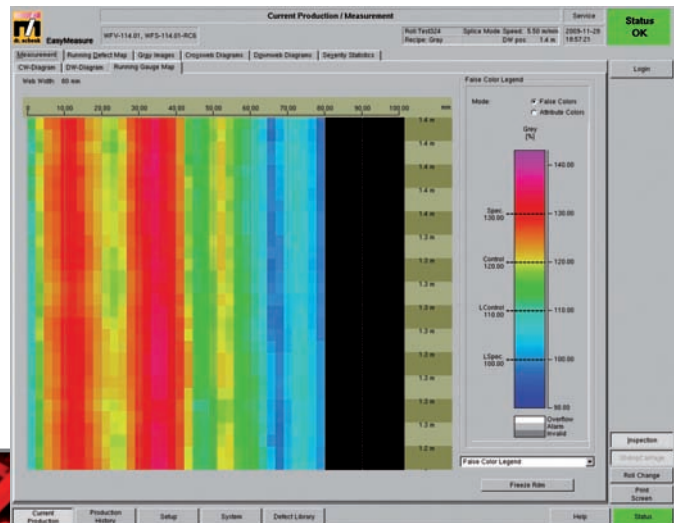 Current Production / Measurement
Service
Status
OK
dr. schenk
EasyMeasure
WFV-114.01, WFS-114.01-RC6
Roll: Test324
Recipe: Gray
Splice Mode Speed: 5.50 m/min
DW pos: 1.4 m
2009-11-26
18:57:21
Measurement
Running Defect Map
Gray Images
Crossweb Diagrams
Downweb Diagrams
Severity Statistics
CW-Diagram
DW-Diagram
Running Gauge Map
Login
Web Width: 80 mm
False Color Legend
Mode:
False Colors
Attribute Colors
0 10.00 20.00 30.00 40.00 50.00 60.00 70.00 80.00 90.00 100.00 mm
1.4 m
1.4 m
1.4 m
1.4 m
1.4 m
1.3 m
1.3 m
1.3 m
1.3 m
1.3 m
1.3 m
1.3 m
1.2 m
1.2 m
1.2 m
Grey
[%]
140.00
Spec
130.00
130.00
Control
120.00
120.00
LControl
110.00
110.00
LSpec
100.00
100.00
90.00
Overflow
Alarm
Invalid
False Color Legend
Freeze Rdm
Inspection
Roll Change
Print
Screen
Current
Production
Production
History
Setup
System
Defect Library
Help
Status